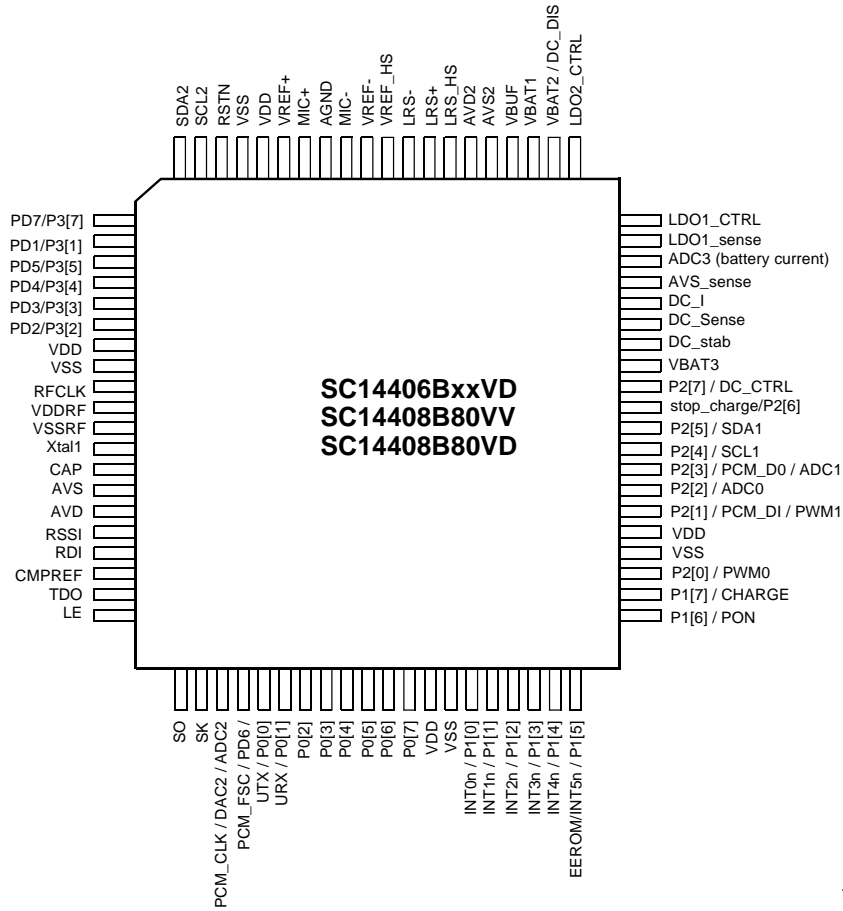 SDA2
SCL2
RSTN
VSS
VDD
VREF+
MIC+
AGND
MIC-
VREF-
VREF_HS
LRS-
LRS+
LRS_HS
AVD2
AVS2
VBUF
VBAT1
VBAT2 / DC_DIS
LDO2_CTRL
PD7/P3[7]
PD1/P3[1]
PD5/P3[5]
PD4/P3[4]
PD3/P3[3]
PD2/P3[2]
VDD
VSS
RFCLK
VDDRF
VSSRF
Xtal1
CAP
AVS
AVD
RSSI
RDI
CMPREF
TDO
LE
SC14406BxxVD
SC14408B80VV
SC14408B80VD
LDO1_CTRL
LDO1_sense
ADC3 (battery current)
AVS_sense
DC_I
DC_Sense
DC_stab
VBAT3
P2[7] / DC_CTRL
stop_charge/P2[6]
P2[5] / SDA1
P2[4] / SCL1
P2[3] / PCM_D0 / ADC1
P2[2] / ADC0
P2[1] / PCM_DI / PWM1
VDD
VSS
P2[0] / PWM0
P1[7] / CHARGE
P1[6] / PON
SO
SK
PCM_CLK / DAC2 / ADC2
PCM_FSC / PD6 /
UTX / P0[0]
URX / P0[1]
P0[2]
P0[3]
P0[4]
P0[5]
P0[6]
P0[7]
VDD
VSS
INT0n / P1[0]
INT1n / P1[1]
INT2n / P1[2]
INT3n / P1[3]
INT4n / P1[4]
EEROM/INT5n / P1[5]